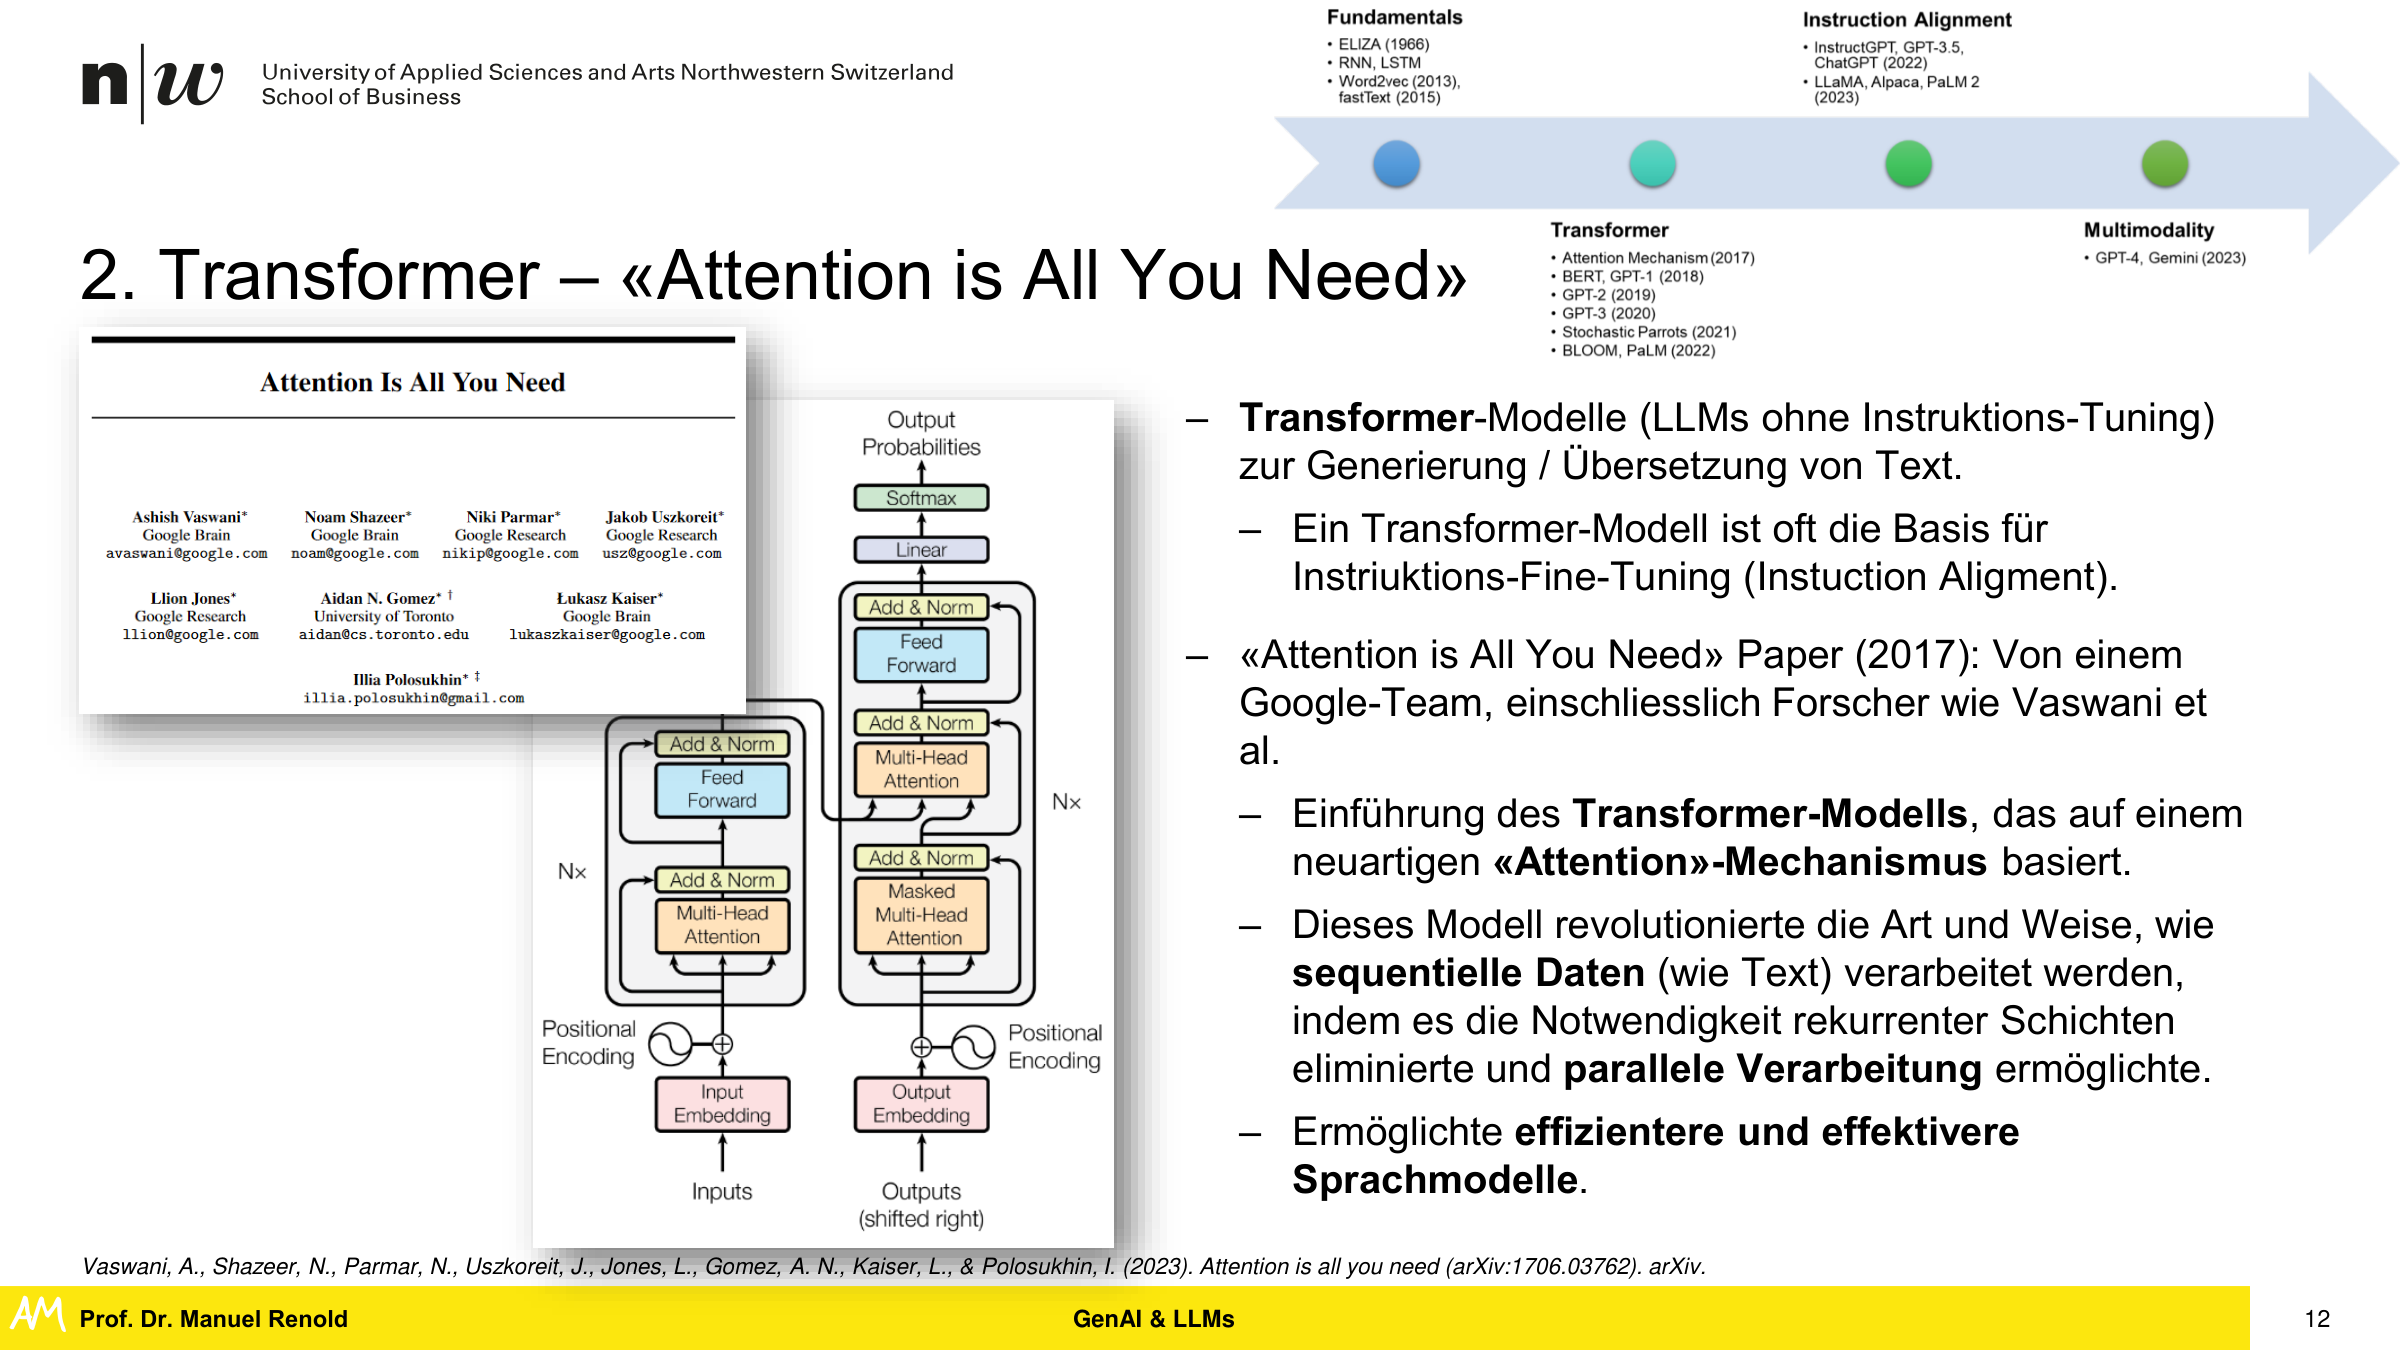 n|w University of Applied Sciences and Arts Northwestern Switzerland
School of Business
Fundamentals
• ELIZA (1966)
• RNN, LSTM
• Word2vec (2013),
fastText (2015)
Instruction Alignment
• InstructGPT, GPT-3.5,
ChatGPT (2022)
• LLaMA, Alpaca, PaLM 2
(2023)
Transformer
• Attention Mechanism (2017)
• BERT, GPT-1 (2018)
• GPT-2 (2019)
• GPT-3 (2020)
• Stochastic Parrots (2021)
• BLOOM, PaLM (2022)
Multimodality
• GPT-4, Gemini (2023)
2. Transformer – «Attention is All You Need»
Attention Is All You Need
Ashish Vaswani* Noam Shazeer* Niki Parmar* Jakob Uszkoreit*
Google Brain Google Brain Google Research Google Research
avaswani@google.com noam@google.com nikip@google.com usz@google.com
Llion Jones* Aidan N. Gomez* † Łukasz Kaiser*
Google Research University of Toronto Google Brain
llion@google.com aidan@cs.toronto.edu lukaszkaiser@google.com
Illia Polosukhin* ‡
illia.polosukhin@gmail.com
Output
Probabilities
Softmax
Linear
Add & Norm
Feed
Forward
Add & Norm
Multi-Head
Attention
Nx
Add & Norm
Masked
Multi-Head
Attention
Add & Norm
Feed
Forward
Nx
Add & Norm
Multi-Head
Attention
Positional
Encoding
Positional
Encoding
Input
Embedding
Output
Embedding
Inputs
Outputs
(shifted right)
– Transformer-Modelle (LLMs ohne Instruktions-Tuning)
zur Generierung / Übersetzung von Text.
– Ein Transformer-Modell ist oft die Basis für
Instriuktions-Fine-Tuning (Instuction Aligment).
– «Attention is All You Need» Paper (2017): Von einem
Google-Team, einschliesslich Forscher wie Vaswani et
al.
– Einführung des Transformer-Modells, das auf einem
neuartigen «Attention»-Mechanismus basiert.
– Dieses Modell revolutionierte die Art und Weise, wie
sequentielle Daten (wie Text) verarbeitet werden,
indem es die Notwendigkeit rekurrenter Schichten
eliminierte und parallele Verarbeitung ermöglichte.
– Ermöglichte effizientere und effektivere
Sprachmodelle.
Vaswani, A., Shazeer, N., Parmar, N., Uszkoreit, J., Jones, L., Gomez, A. N., Kaiser, L., & Polosukhin, I. (2023). Attention is all you need (arXiv:1706.03762). arXiv.
AM Prof. Dr. Manuel Renold
GenAI & LLMs
12